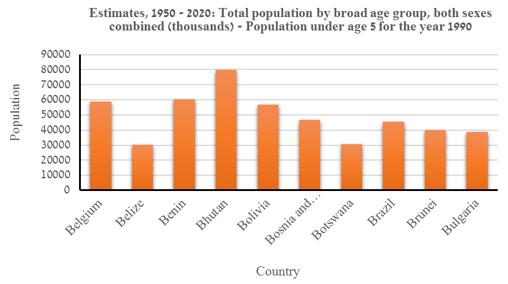 Estimates, 1950 - 2020: Total population by broad age group, both sexes
combined (thousands) - Population under age 5 for the year 1990
Population
90000
80000
70000
60000
50000
40000
30000
20000
10000
0
Belgium
Belize
Benin
Bhutan
Bolivia
Bosnia and...
Botswana
Brazil
Brunei
Bulgaria
Country